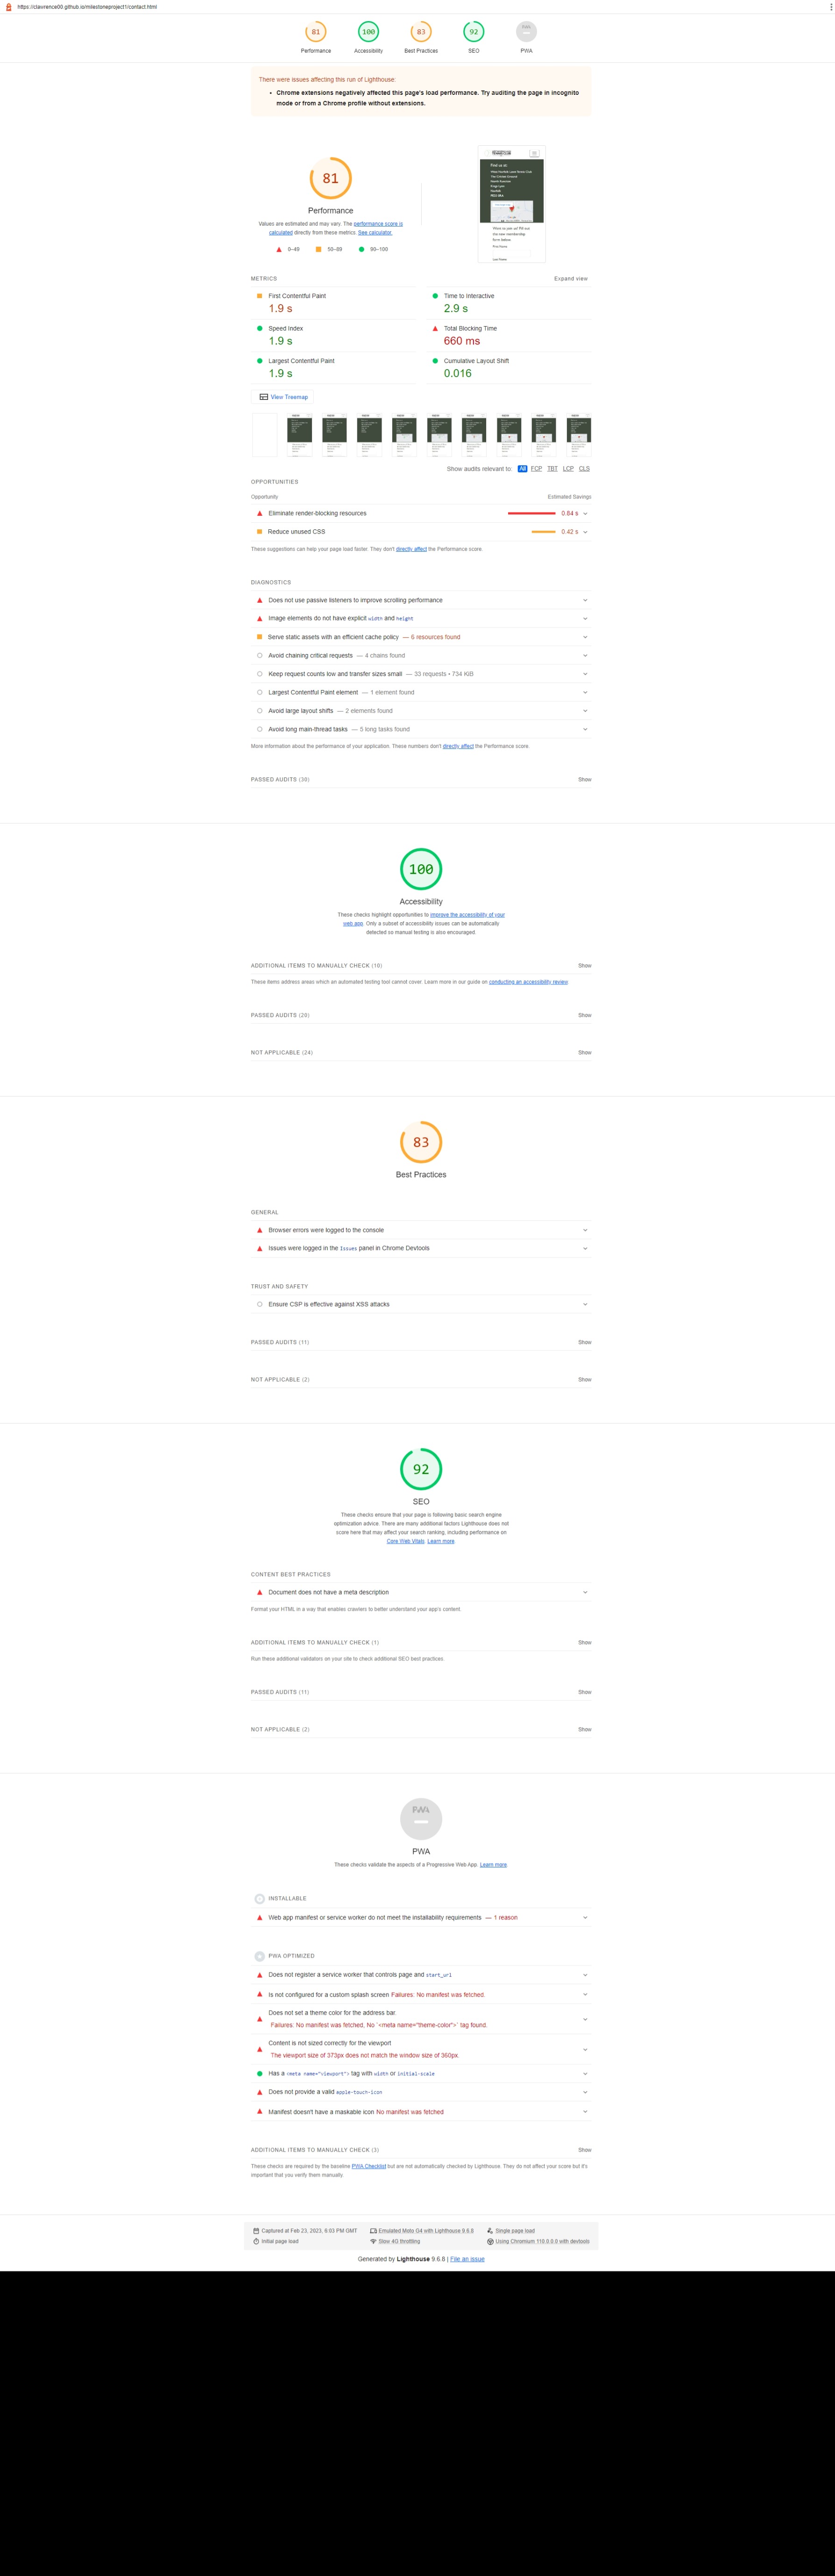 https://clawrence00.github.io/milestoneproject1/contact.html
81
100
83
92
PWA
Performance
Accessibility
Best Practices
SEO
PWA
There were issues affecting this run of Lighthouse:
Chrome extensions negatively affected this page's load performance. Try auditing the page in incognito
mode or from a Chrome profile without extensions.
81
Performance
Values are estimated and may vary. The performance score is
calculated directly from these metrics. See calculator.
0–49
50–89
90–100
Find us at:
METRICS
Expand view
First Contentful Paint
1.9 s
Time to Interactive
2.9 s
Speed Index
1.9 s
Total Blocking Time
660 ms
Largest Contentful Paint
1.9 s
Cumulative Layout Shift
0.016
View Treemap
Show audits relevant to: All FCP TBT LCP CLS
OPPORTUNITIES
Opportunity
Estimated Savings
Eliminate render-blocking resources
0.84 s
Reduce unused CSS
0.42 s
These suggestions can help your page load faster. They don't directly affect the Performance score.
DIAGNOSTICS
Does not use passive listeners to improve scrolling performance
Image elements do not have explicit width and height
Serve static assets with an efficient cache policy — 6 resources found
Avoid chaining critical requests — 4 chains found
Keep request counts low and transfer sizes small — 33 requests • 734 KiB
Largest Contentful Paint element — 1 element found
Avoid large layout shifts — 2 elements found
Avoid long main-thread tasks — 5 long tasks found
More information about the performance of your application. These numbers don't directly affect the Performance score.
PASSED AUDITS (30)
Show
100
Accessibility
These checks highlight opportunities to improve the accessibility of your
web app. Only a subset of accessibility issues can be automatically
detected so manual testing is also encouraged.
ADDITIONAL ITEMS TO MANUALLY CHECK (10)
Show
These items address areas which an automated testing tool cannot cover. Learn more in our guide on conducting an accessibility review.
PASSED AUDITS (20)
Show
NOT APPLICABLE (24)
Show
83
Best Practices
GENERAL
Browser errors were logged to the console
Issues were logged in the Issues panel in Chrome Devtools
TRUST AND SAFETY
Ensure CSP is effective against XSS attacks
PASSED AUDITS (11)
Show
NOT APPLICABLE (2)
Show
92
SEO
These checks ensure that your page is following basic search engine
optimization advice. There are many additional factors Lighthouse does not
score here that may affect your search ranking, including performance on
Core Web Vitals. Learn more.
CONTENT BEST PRACTICES
Document does not have a meta description
Format your HTML in a way that enables crawlers to better understand your app's content.
ADDITIONAL ITEMS TO MANUALLY CHECK (1)
Show
Run these additional validators on your site to check additional SEO best practices.
PASSED AUDITS (11)
Show
NOT APPLICABLE (2)
Show
PWA
PWA
These checks validate the aspects of a Progressive Web App. Learn more.
INSTALLABLE
Web app manifest or service worker do not meet the installability requirements — 1 reason
PWA OPTIMIZED
Does not register a service worker that controls page and start_url
Is not configured for a custom splash screen Failures: No manifest was fetched.
Does not set a theme color for the address bar.
Failures: No manifest was fetched, No `<meta name="theme-color">` tag found.
Content is not sized correctly for the viewport
The viewport size of 373px does not match the window size of 360px.
Has a <meta name="viewport"> tag with width or initial-scale
Does not provide a valid apple-touch-icon
Manifest doesn't have a maskable icon No manifest was fetched
ADDITIONAL ITEMS TO MANUALLY CHECK (3)
Show
These checks are required by the baseline PWA Checklist but are not automatically checked by Lighthouse. They do not affect your score but it's
important that you verify them manually.
Captured at Feb 23, 2023, 6:03 PM GMT
Emulated Moto G4 with Lighthouse 9.6.8
Single page load
Initial page load
Slow 4G throttling
Using Chromium 110.0.0.0 with devtools
Generated by Lighthouse 9.6.8 | File an issue